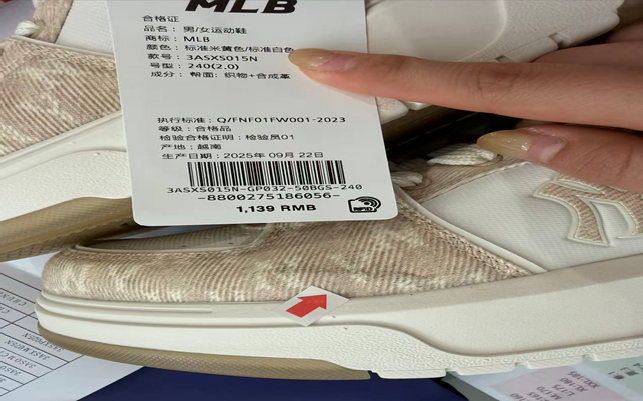 MLB
合格证
品名：男/女运动鞋
商标：MLB
颜色：标准米黄色/标准白色
款号：3ASXS015N
号型：240(2.0)
成分：帮面：织物+合成革
执行标准：Q/FNF01FW001-2023
等级：合格品
检验合格证明：检验员01
产地：越南
生产日期：2025年 09月 22日
3ASXS015N-GP032-50BGS-240
-8800275186056-
1,139 RMB